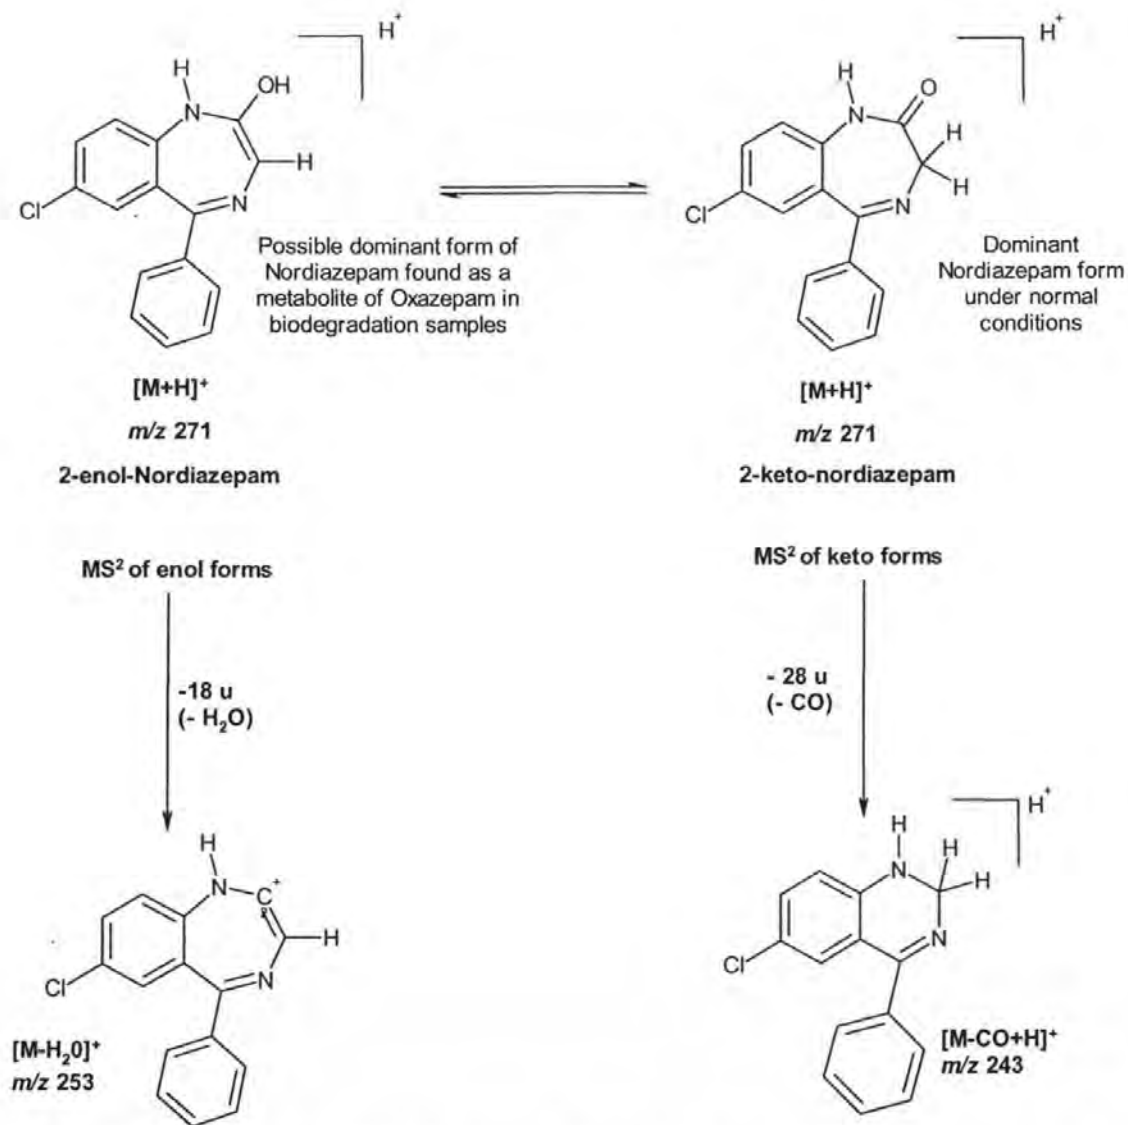 H⁺
H
N
OH
H
N
Cl
Possible dominant form of
Nordiazepam found as a
metabolite of Oxazepam in
biodegradation samples
[M+H]⁺
m/z 271
2-enol-Nordiazepam
H⁺
H
N
O
H
H
N
Cl
Dominant
Nordiazepam form
under normal
conditions
[M+H]⁺
m/z 271
2-keto-nordiazepam
MS² of enol forms
-18 u
(- H₂O)
H
N
C⁺
H
N
Cl
[M-H₂0]⁺
m/z 253
MS² of keto forms
- 28 u
(- CO)
H⁺
H
N
H
H
N
Cl
[M-CO+H]⁺
m/z 243